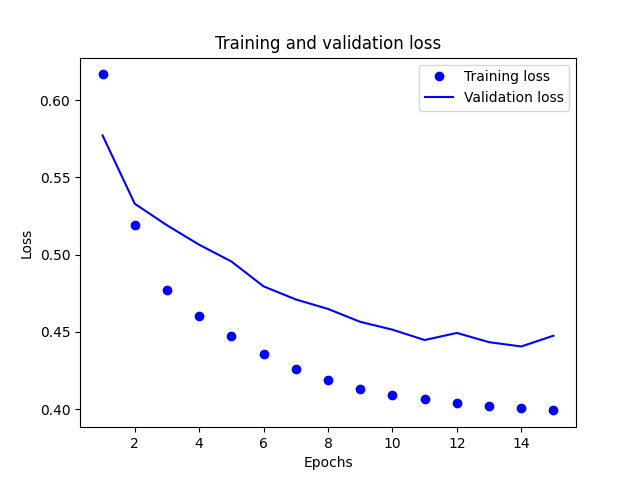 Training and validation loss
Training loss
Validation loss
0.60
0.55
0.50
0.45
0.40
Loss
2 4 6 8 10 12 14
Epochs